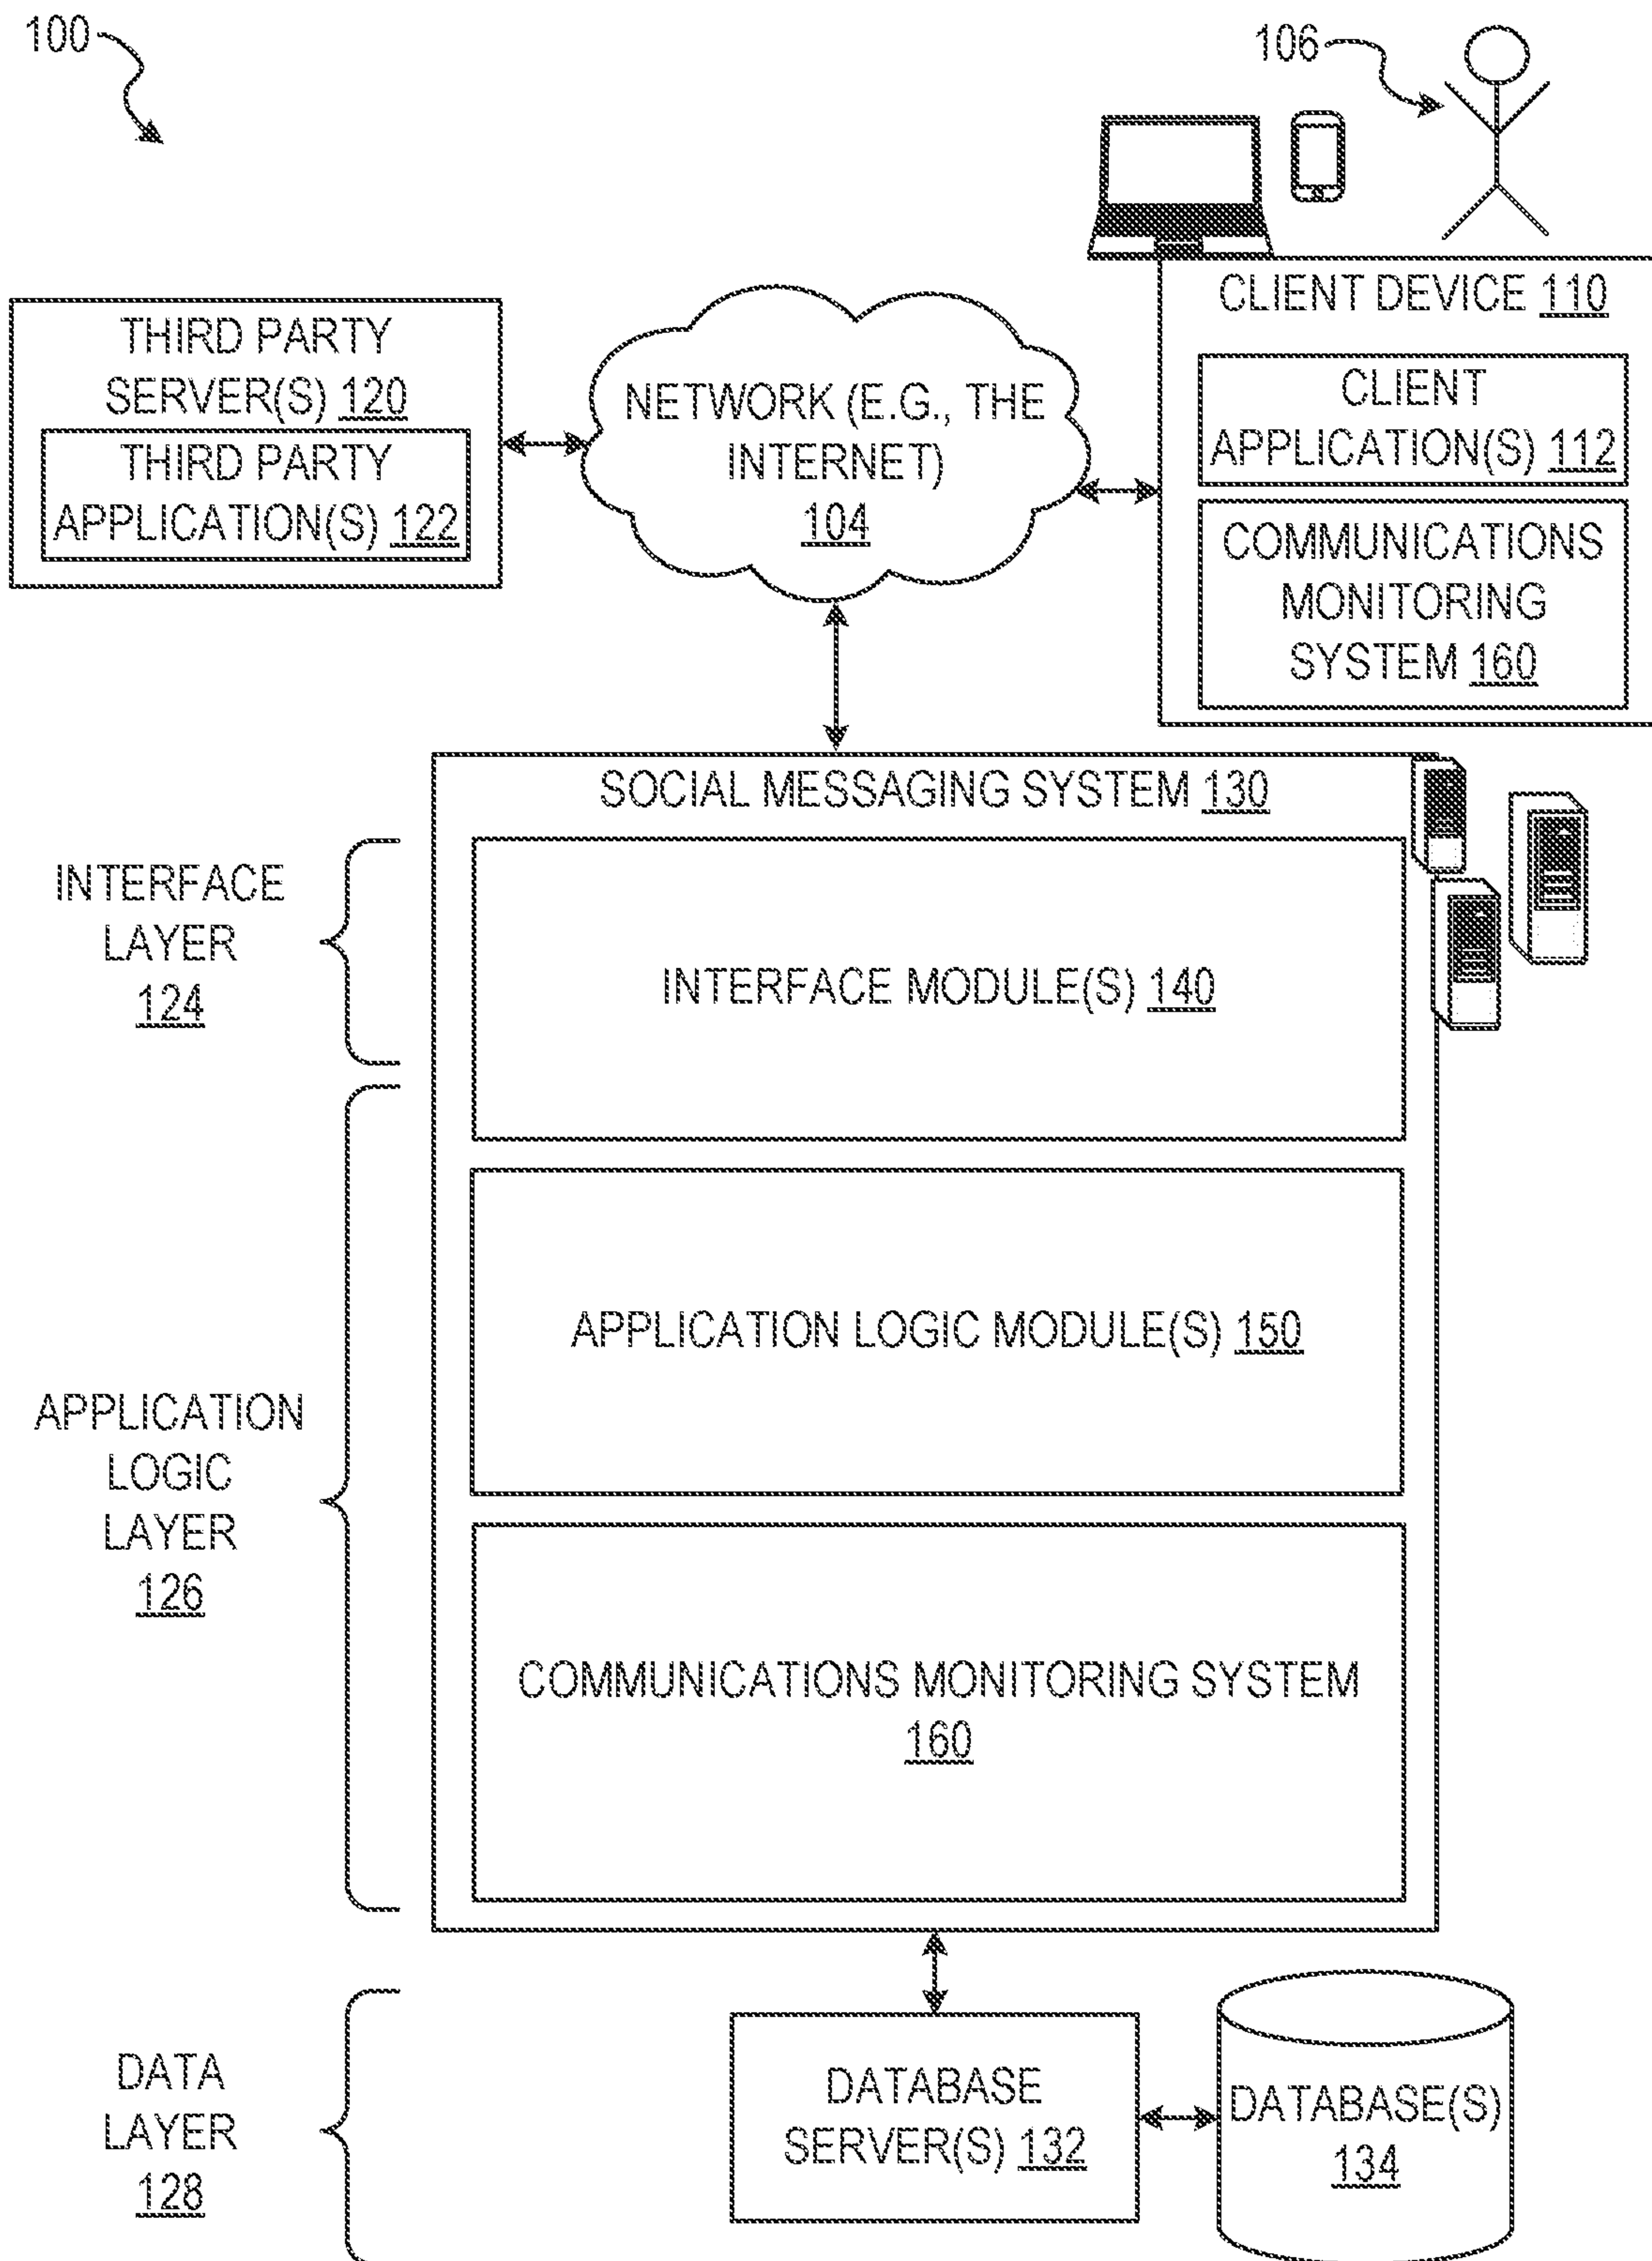 100
106
CLIENT DEVICE 110
CLIENT
APPLICATION(S) 112
COMMUNICATIONS
MONITORING
SYSTEM 160
THIRD PARTY
SERVER(S) 120
THIRD PARTY
APPLICATION(S) 122
NETWORK (E.G., THE
INTERNET)
104
SOCIAL MESSAGING SYSTEM 130
INTERFACE
LAYER
124
INTERFACE MODULE(S) 140
APPLICATION LOGIC MODULE(S) 150
APPLICATION
LOGIC
LAYER
126
COMMUNICATIONS MONITORING SYSTEM
160
DATA
LAYER
128
DATABASE
SERVER(S) 132
DATABASE(S)
134